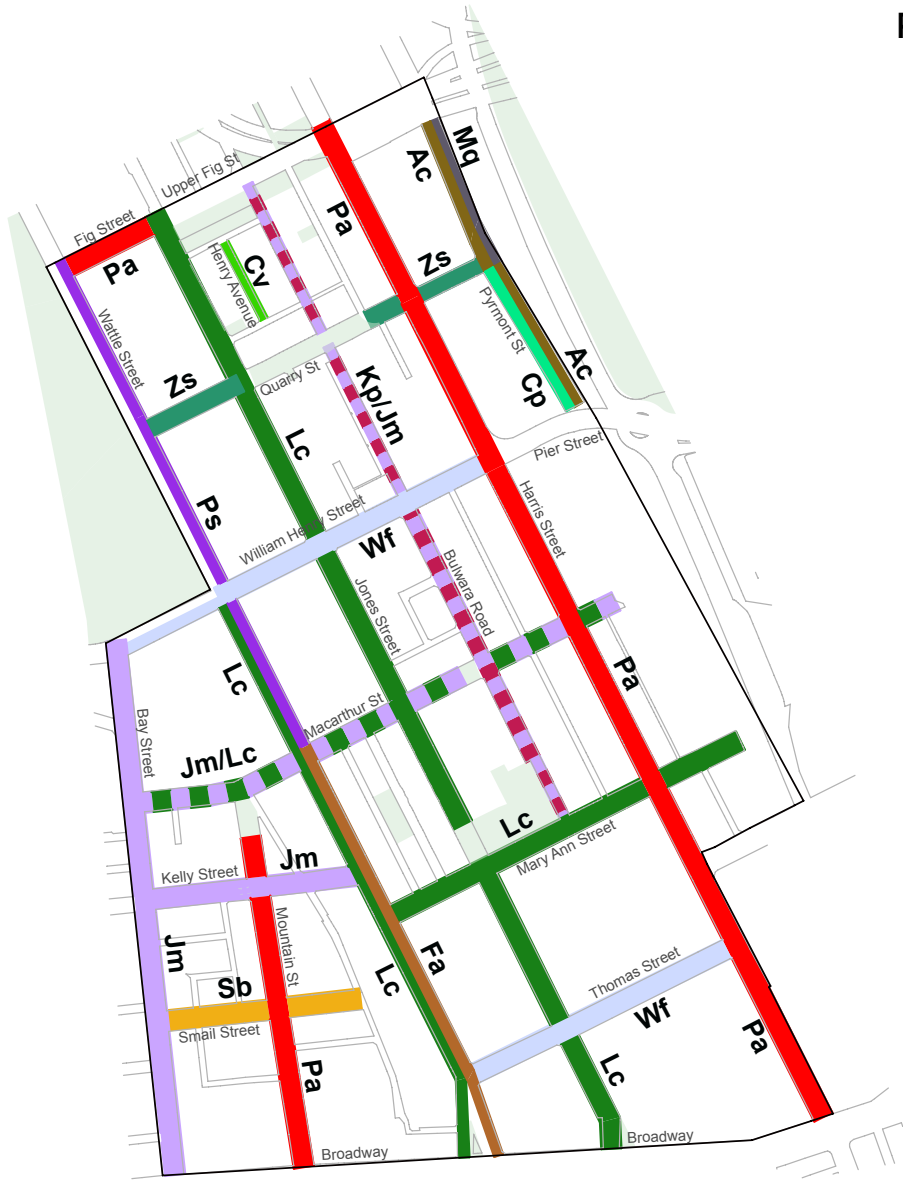 F
Mq
Ac
Upper Fig St
Pa
Fig Street
Pa
Cv
Henry Avenue
Zs
Wattle Street
Pyrmont St
Zs
Quarry St
Ac
Cp
Kp/Jm
Lc
Pier Street
Ps
William Henry Street
Harris Street
Wf
Bulwara Road
Jones Street
Lc
Pa
Macarthur St
Bay Street
Jm/Lc
Lc
Mary Ann Street
Jm
Kelly Street
Mountain St
Jm
Fa
Lc
Thomas Street
Sb
Wf
Smail Street
Pa
Pa
Lc
Broadway
Broadway